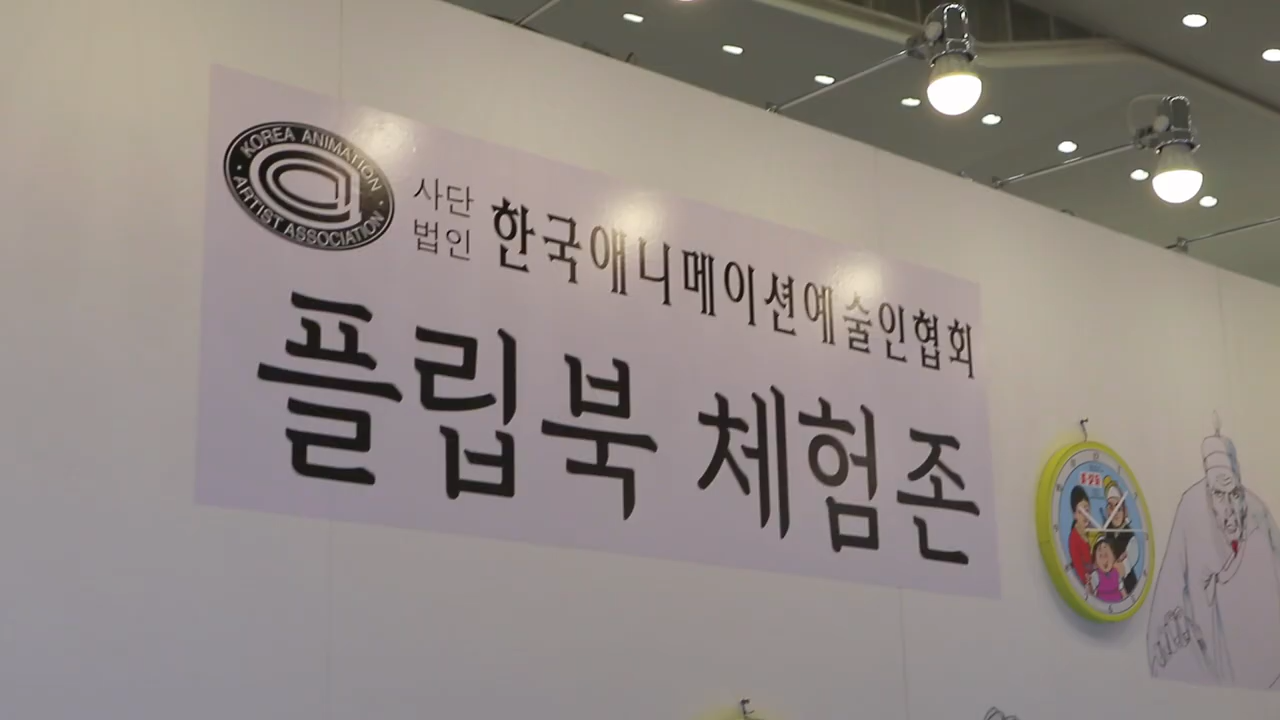 KOREA ANIMATION
ARTIST ASSOCIATION
사단
법인
한국애니메이션예술인협회
플립북 체험존